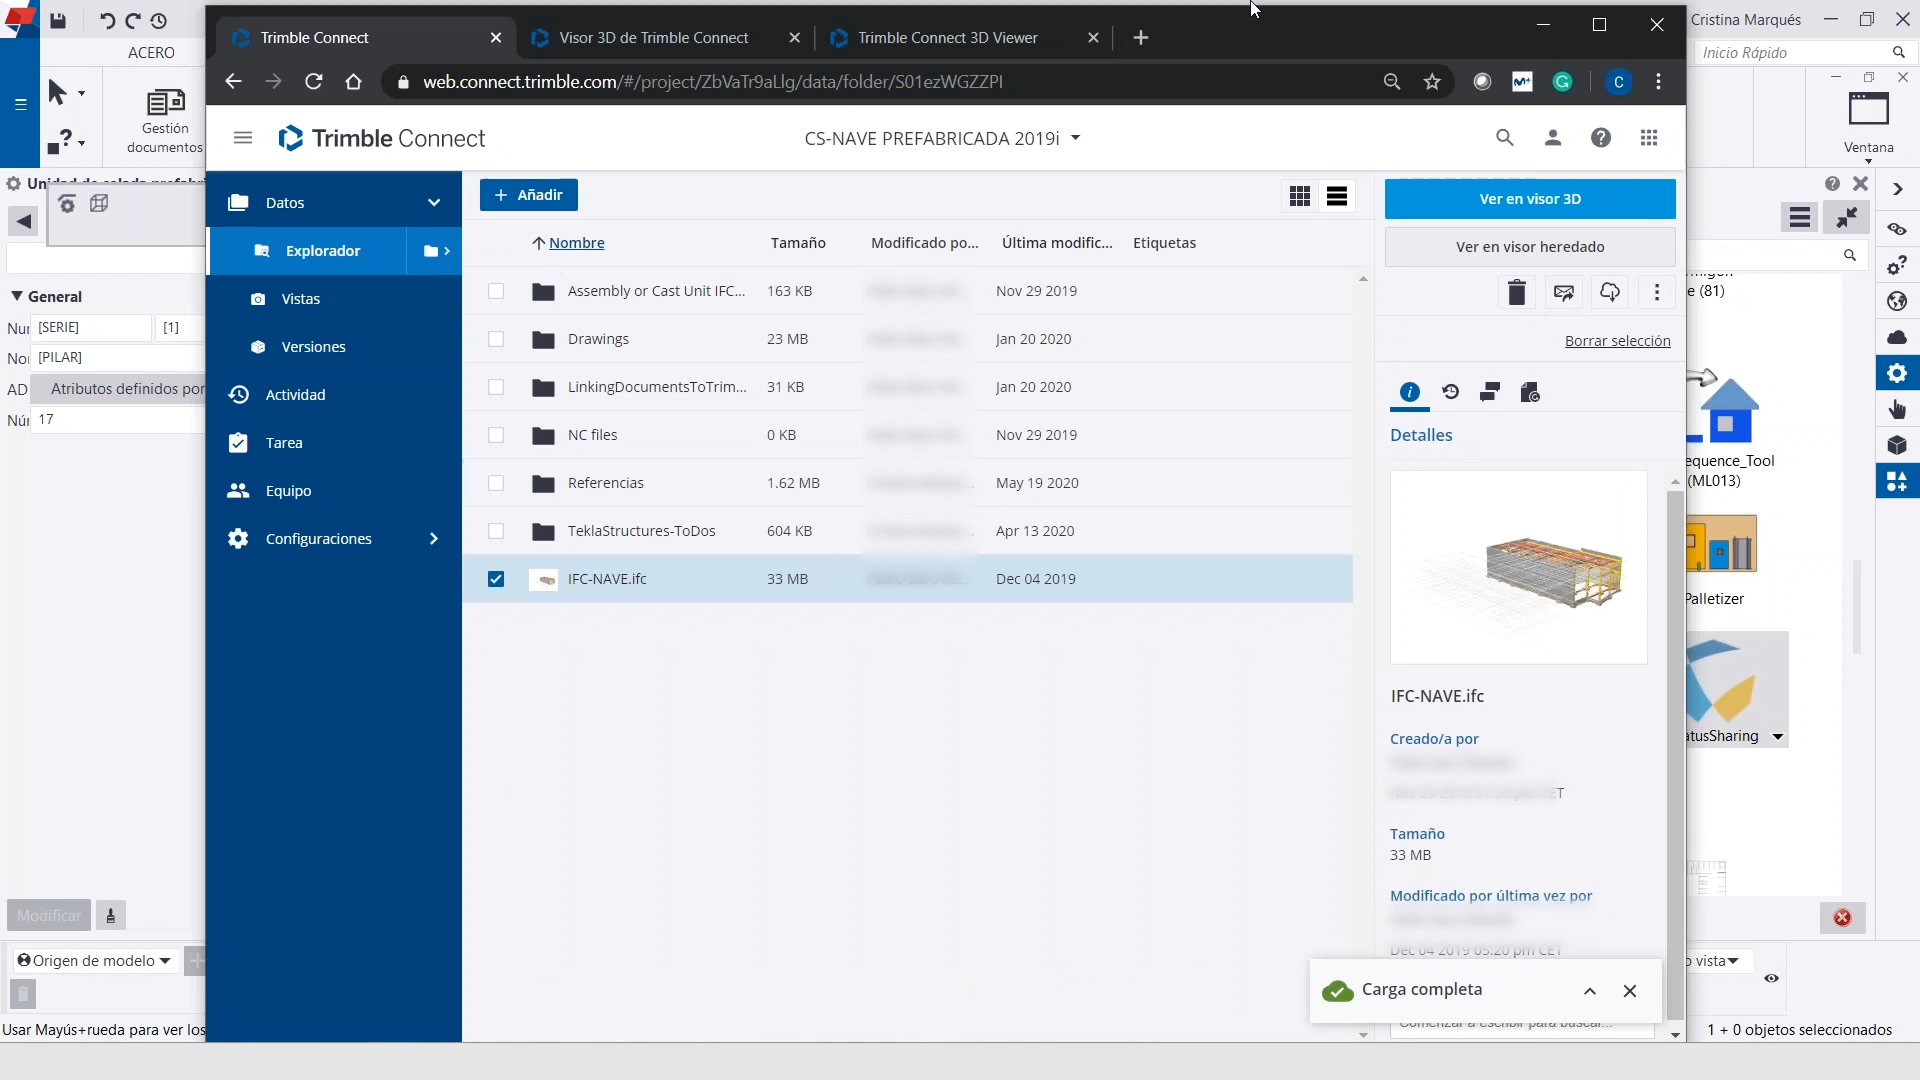 Trimble Connect
Visor 3D de Trimble Connect
Trimble Connect 3D Viewer
Cristina Marqués
ACERO
Inicio Rápido
web.connect.trimble.com/#/project/ZbVaTr9aLlg/data/folder/S01ezWGZZPI
Gestión
documentos
Trimble Connect
CS-NAVE PREFABRICADA 2019i
Ventana
Datos
Explorador
Vistas
Versiones
Actividad
Tarea
Equipo
Configuraciones
+ Añadir
Nombre
Tamaño
Modificado po...
Última modific...
Etiquetas
Assembly or Cast Unit IFC... 163 KB Nov 29 2019
Drawings 23 MB Jan 20 2020
LinkingDocumentsToTrim... 31 KB Jan 20 2020
NC files 0 KB Nov 29 2019
Referencias 1.62 MB May 19 2020
TeklaStructures-ToDos 604 KB Apr 13 2020
IFC-NAVE.ifc 33 MB Dec 04 2019
Ver en visor 3D
Ver en visor heredado
Borrar selección
Detalles
IFC-NAVE.ifc
Creado/a por
Tamaño
33 MB
Modificado por última vez por
Dec 04 2019 05:20 pm CET
Carga completa
General
[SERIE] [1]
[PILAR]
Atributos definidos por
17
Modificar
Origen de modelo
Usar Mayús+rueda para ver los
e (81)
equence_Tool
(ML013)
Palletizer
atusSharing
o vista
1 + 0 objetos seleccionados